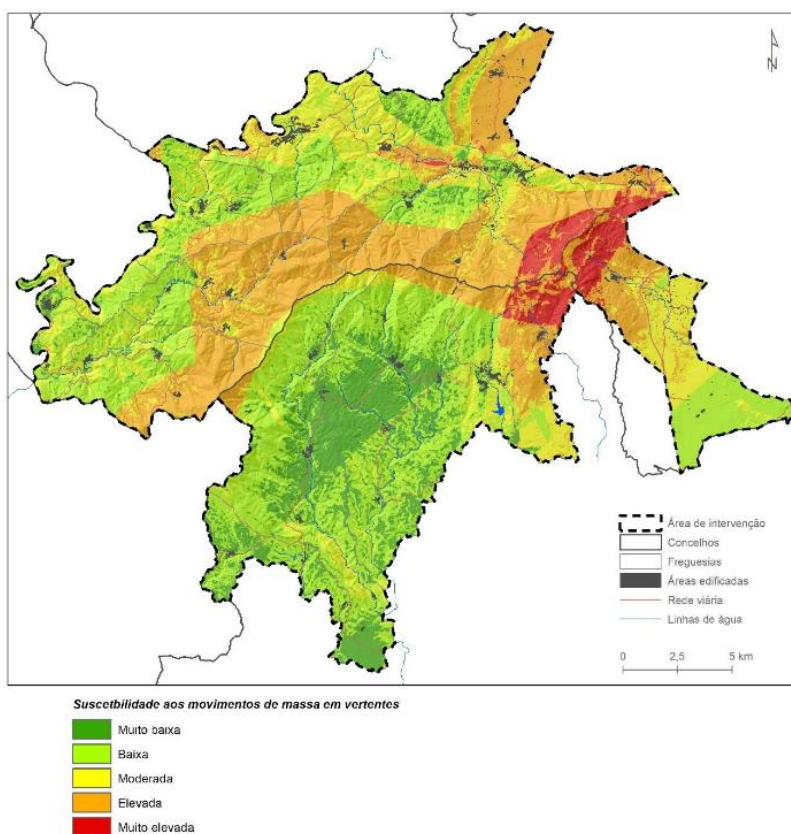 N
Área de intervenção
Concelhos
Freguesias
Áreas edificadas
Rede viária
Linhas de água
0 2,5 5 km
Suscetbilidade aos movimentos de massa em vertentes
Muito baixa
Baixa
Moderada
Elevada
Muito elevada